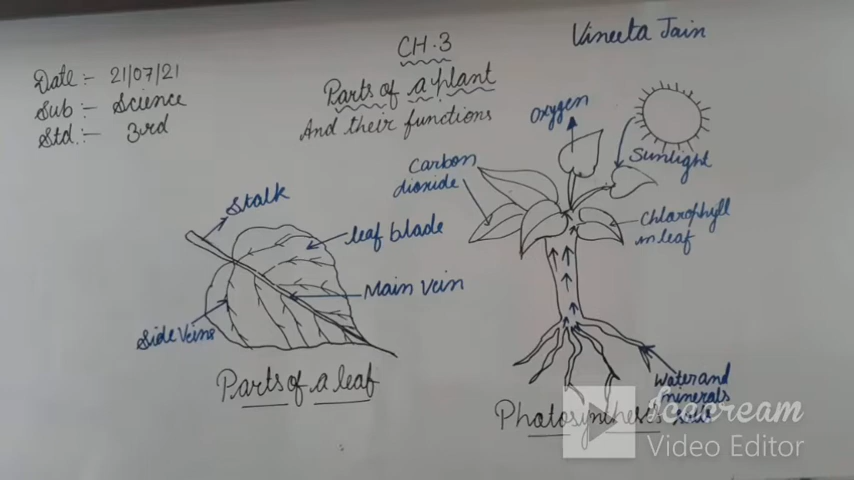 CH.3
Vineeta Jain
Date:- 21/07/21
Sub:- Science
Std:- 3rd
Parts of a plant
And their functions
Stalk
leaf blade
Main vein
Side veins
Parts of a leaf
Oxygen
Sunlight
Carbon
dioxide
Chlorophyll
in leaf
Water and
minerals
Photosynthesis
Icecream
Video Editor